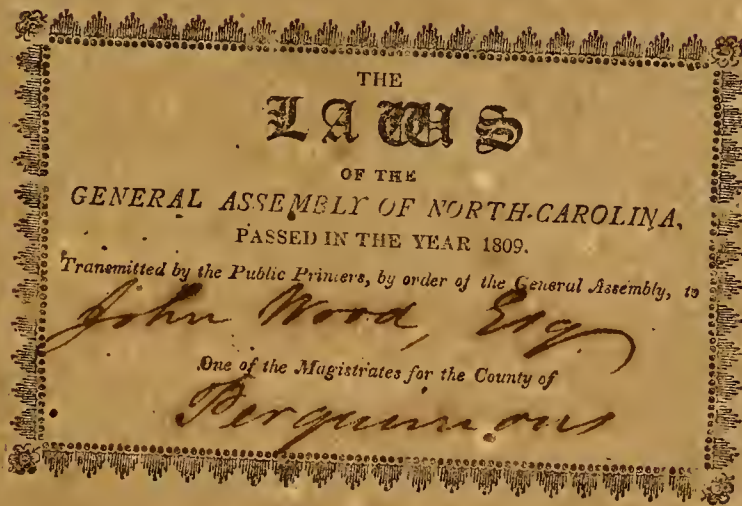 THE
LAWS
OF THE
GENERAL ASSEMBLY OF NORTH-CAROLINA,
PASSED IN THE YEAR 1809.
Transmitted by the Public Printers, by order of the General Assembly, to
John Wood, Esq.
One of the Magistrates for the County of
Perquimons